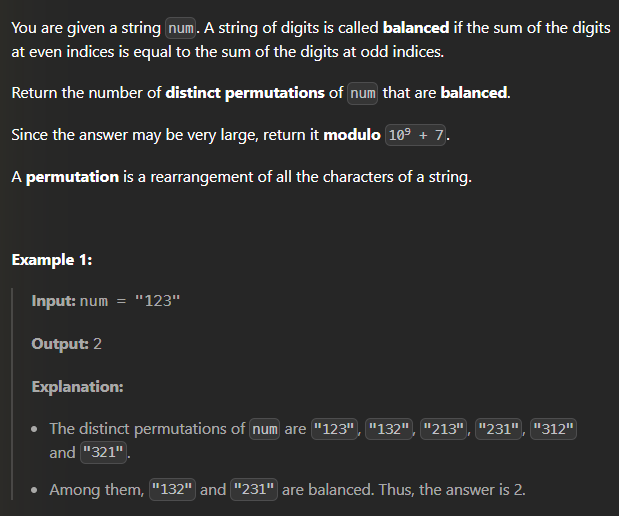 You are given a string num. A string of digits is called balanced if the sum of the digits
at even indices is equal to the sum of the digits at odd indices.
Return the number of distinct permutations of num that are balanced.
Since the answer may be very large, return it modulo 10⁹ + 7.
A permutation is a rearrangement of all the characters of a string.
Example 1:
Input: num = "123"
Output: 2
Explanation:
• The distinct permutations of num are "123", "132", "213", "231", "312"
and "321".
• Among them, "132" and "231" are balanced. Thus, the answer is 2.